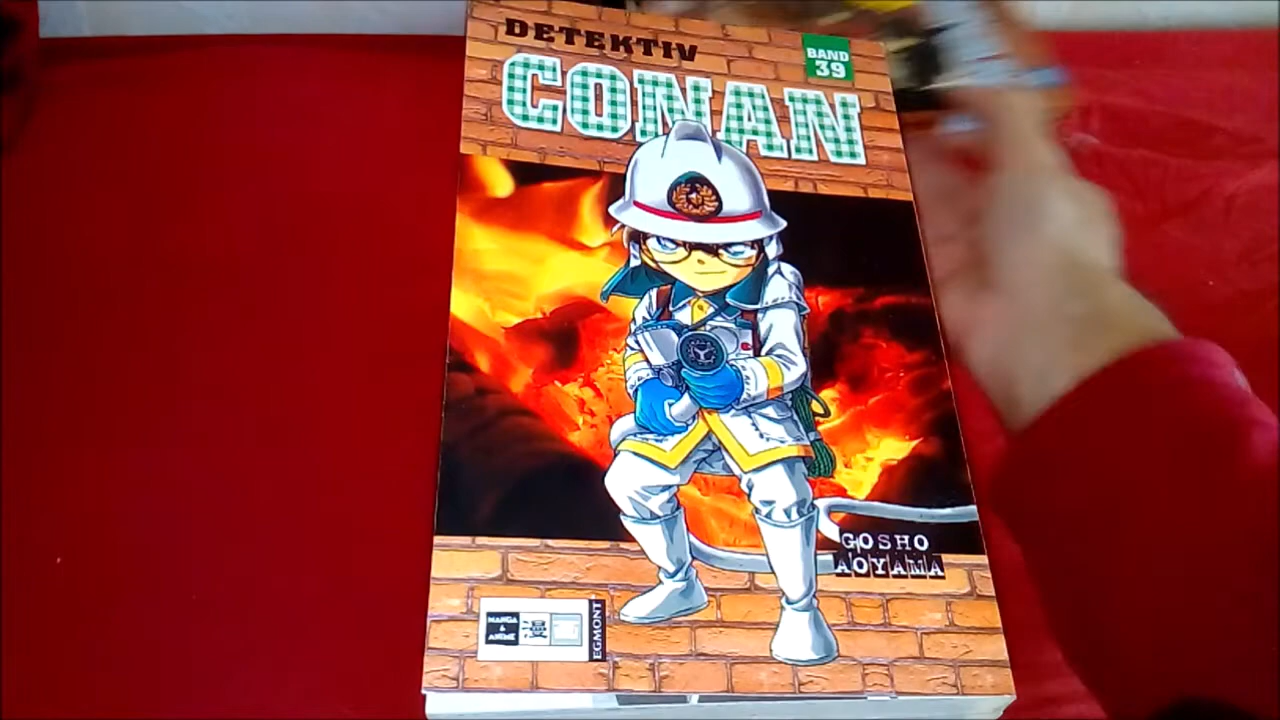 DETEKTIV
BAND
39
CONAN
GOSHO
AOYAMA
MANGA
&
ANIME
EGMONT